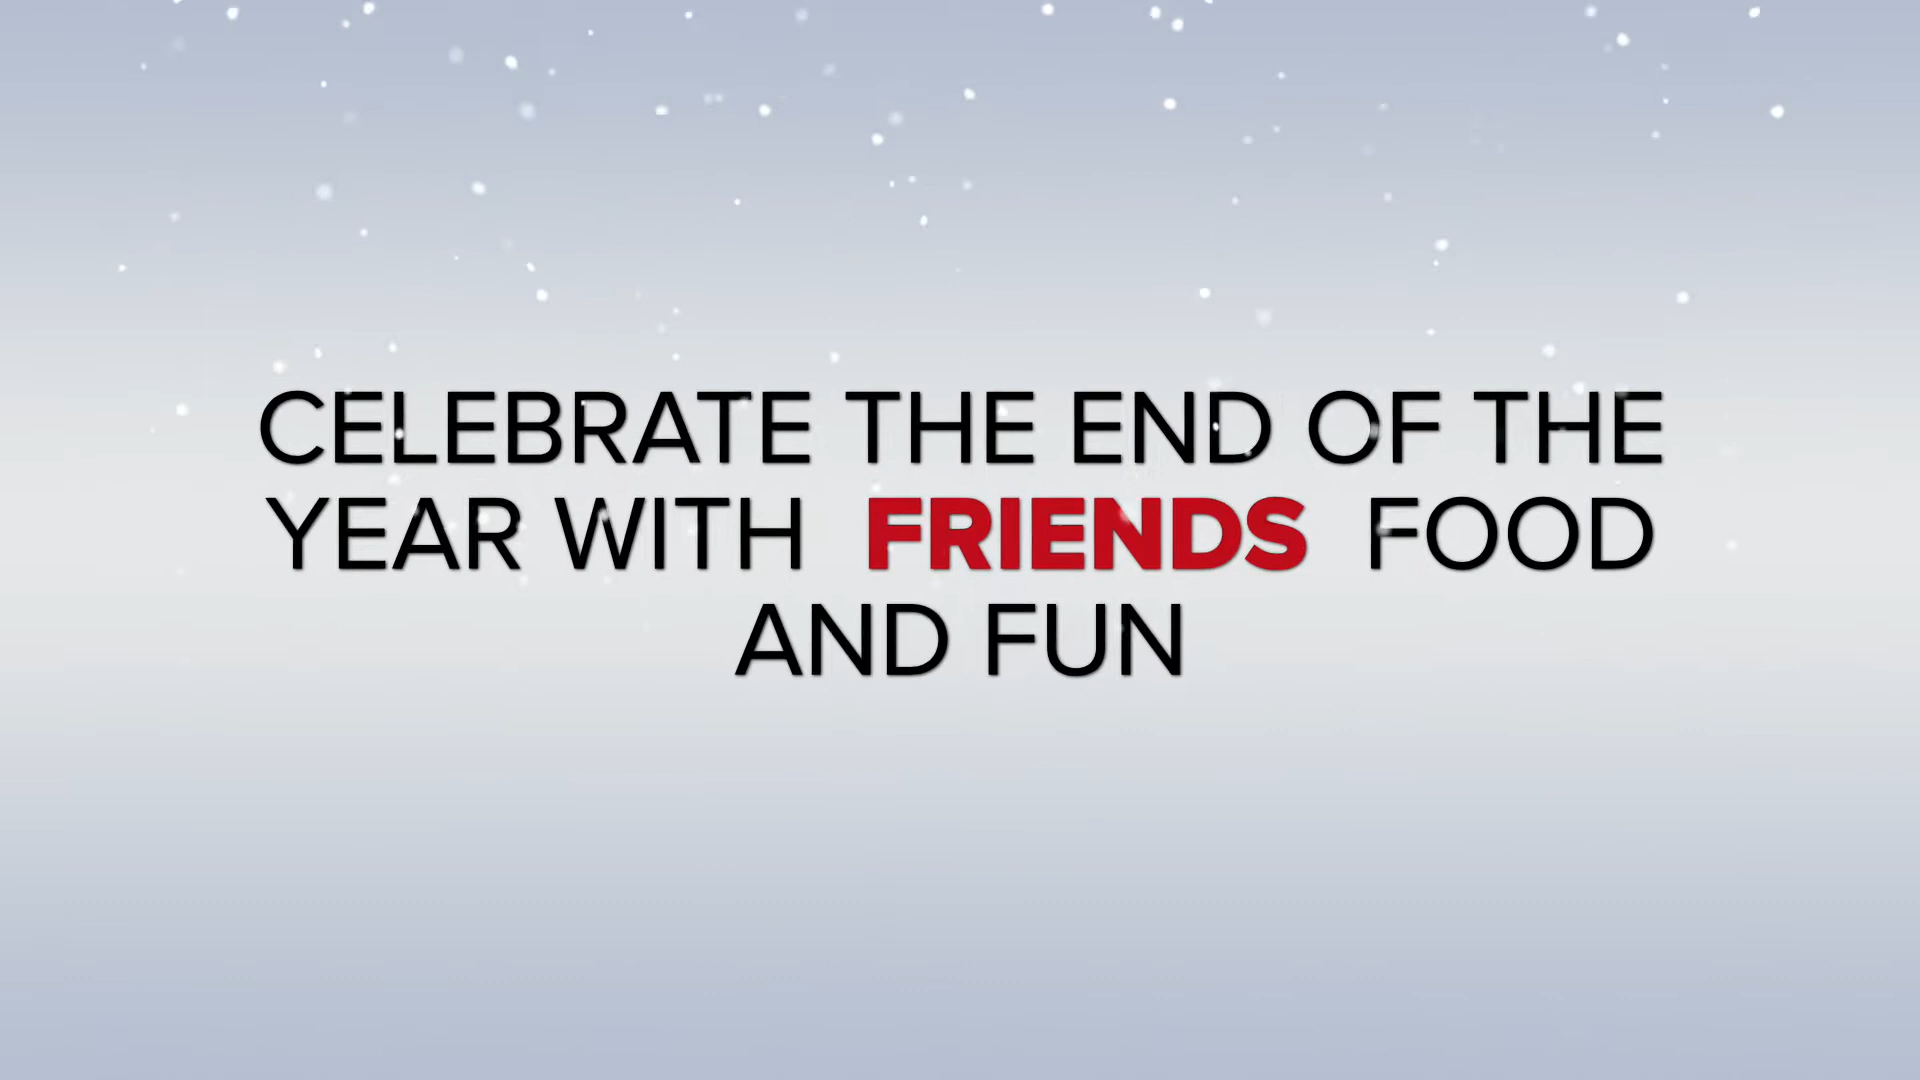 CELEBRATE THE END OF THE
YEAR WITH FRIENDS FOOD
AND FUN